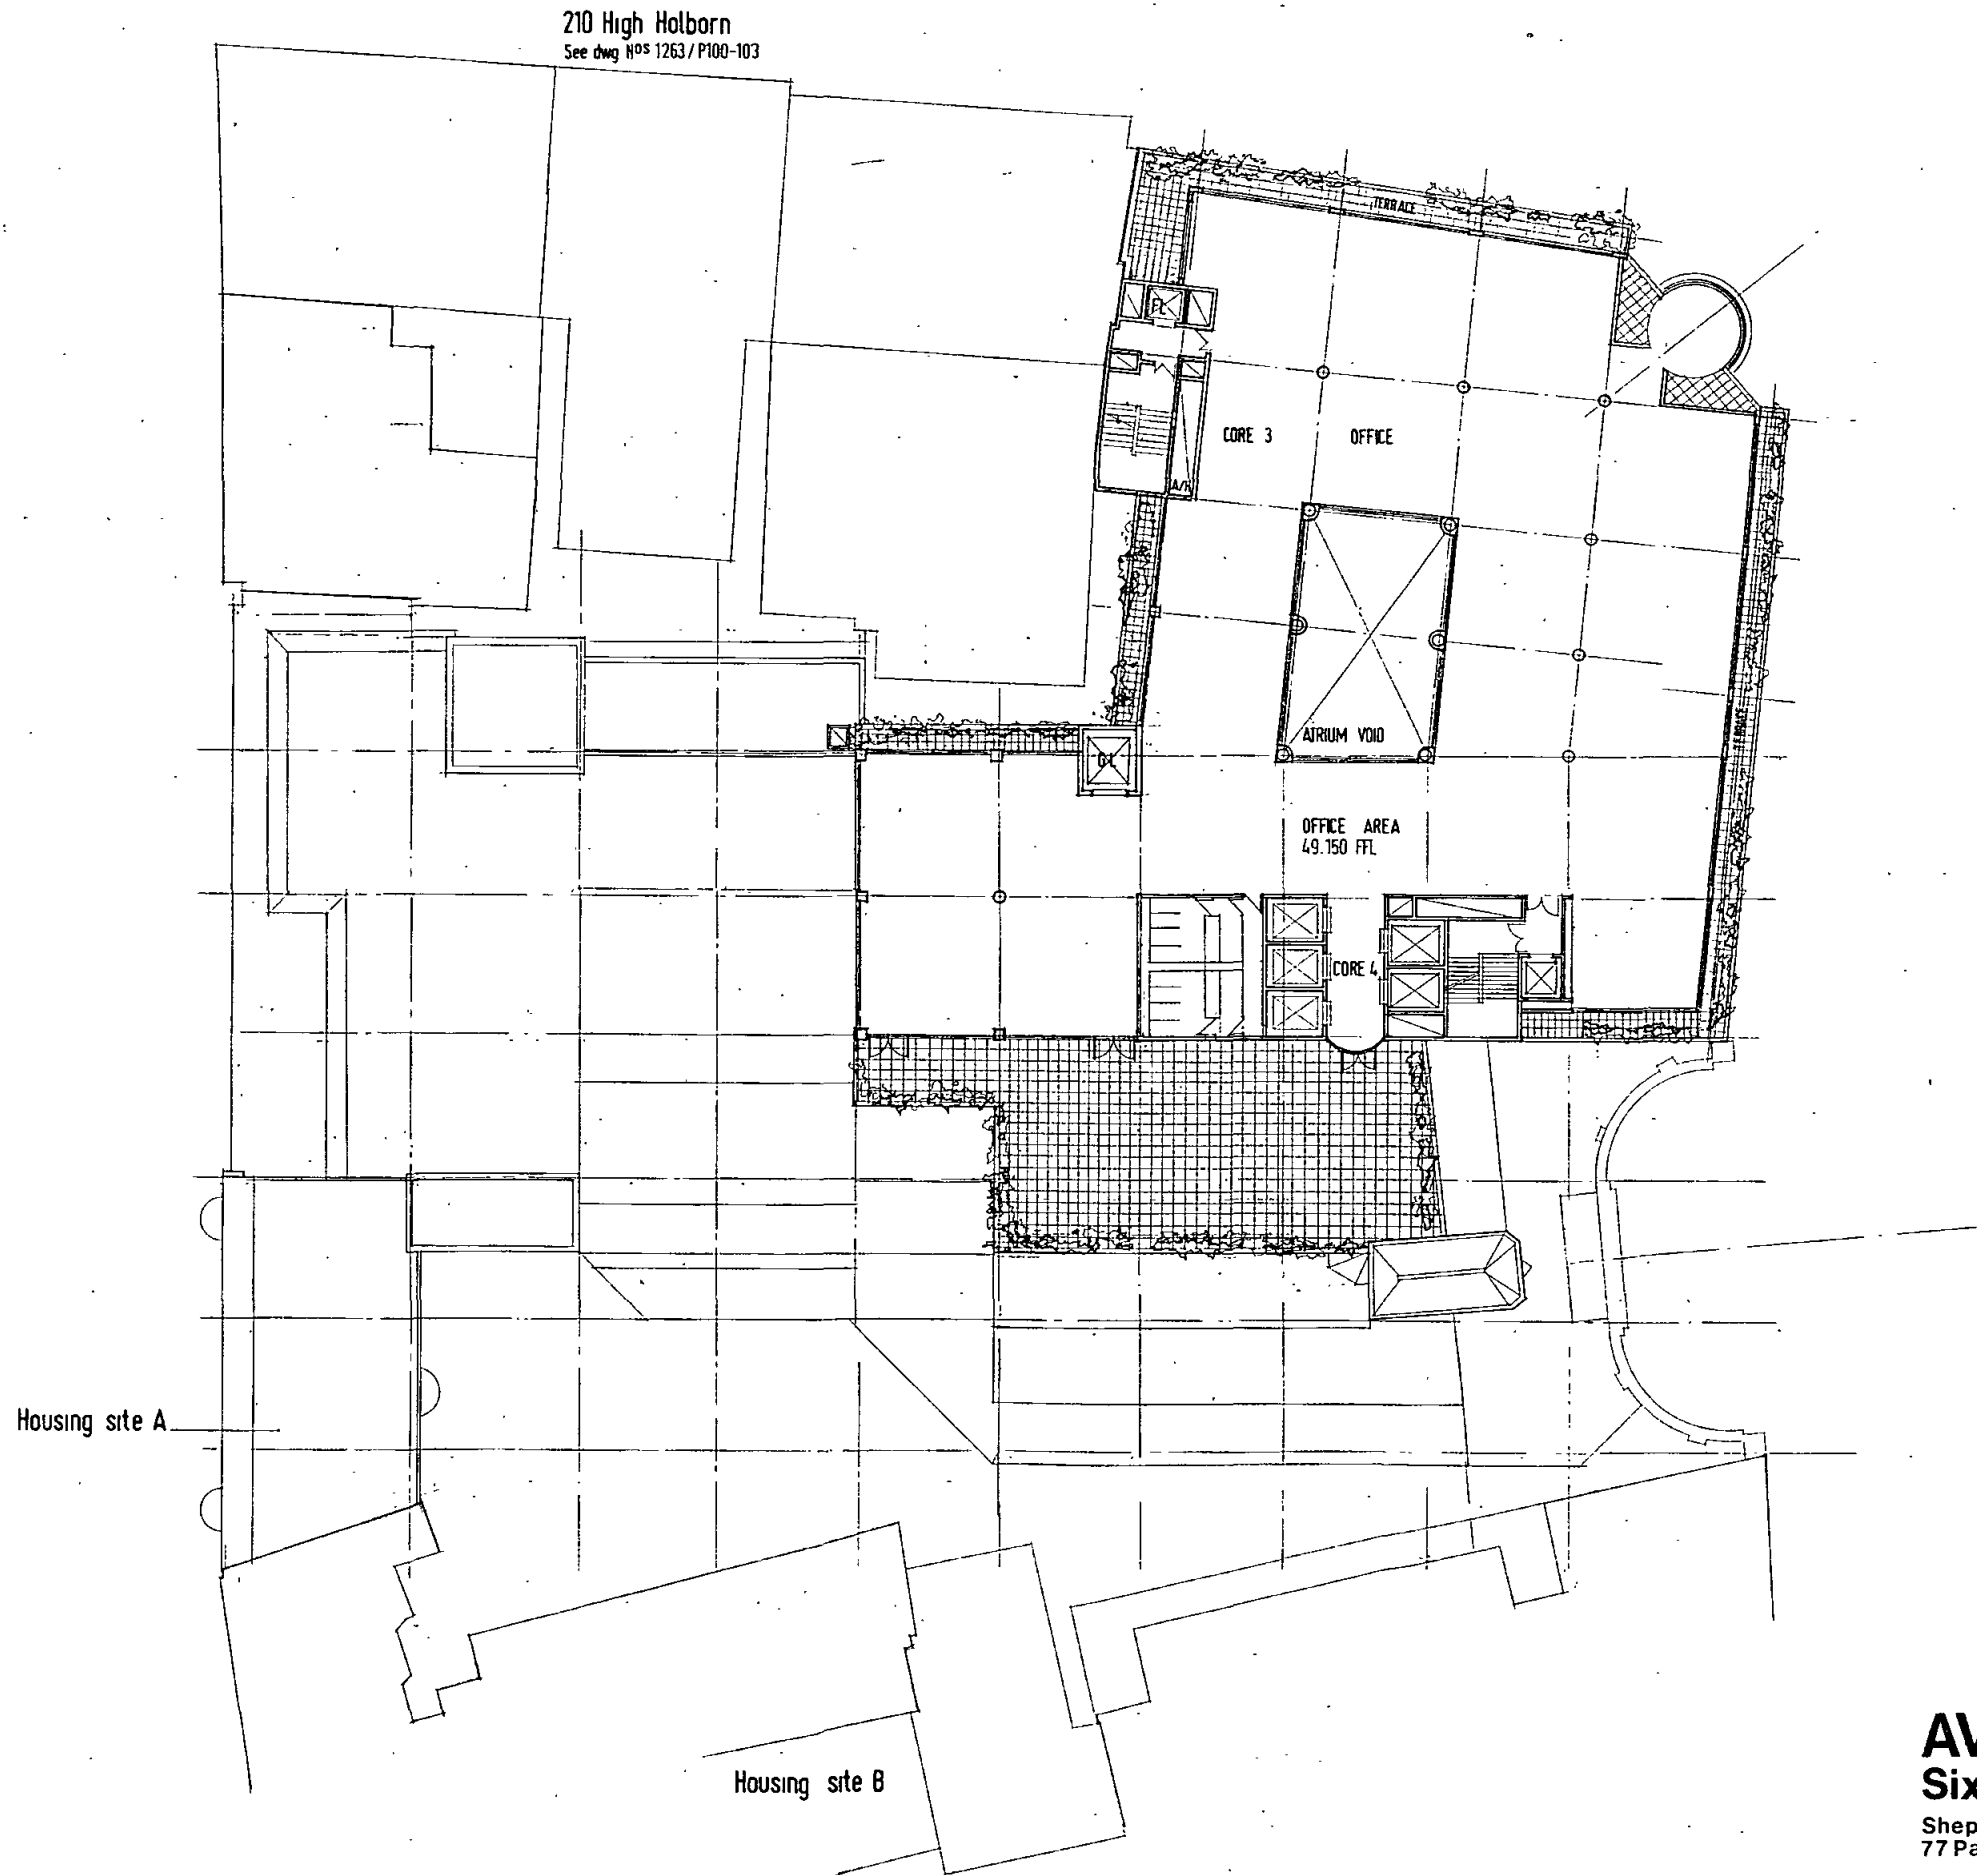 210 High Holborn
See dwg Nos 1263/P100-103
TERRACE
FL
CORE 3
OFFICE
A/R
TERRACE
ATRIUM VOID
OFFICE AREA
49.150 FFL
CORE 4
Housing site A
Housing site B
AV
Six
Shep
77 Pa